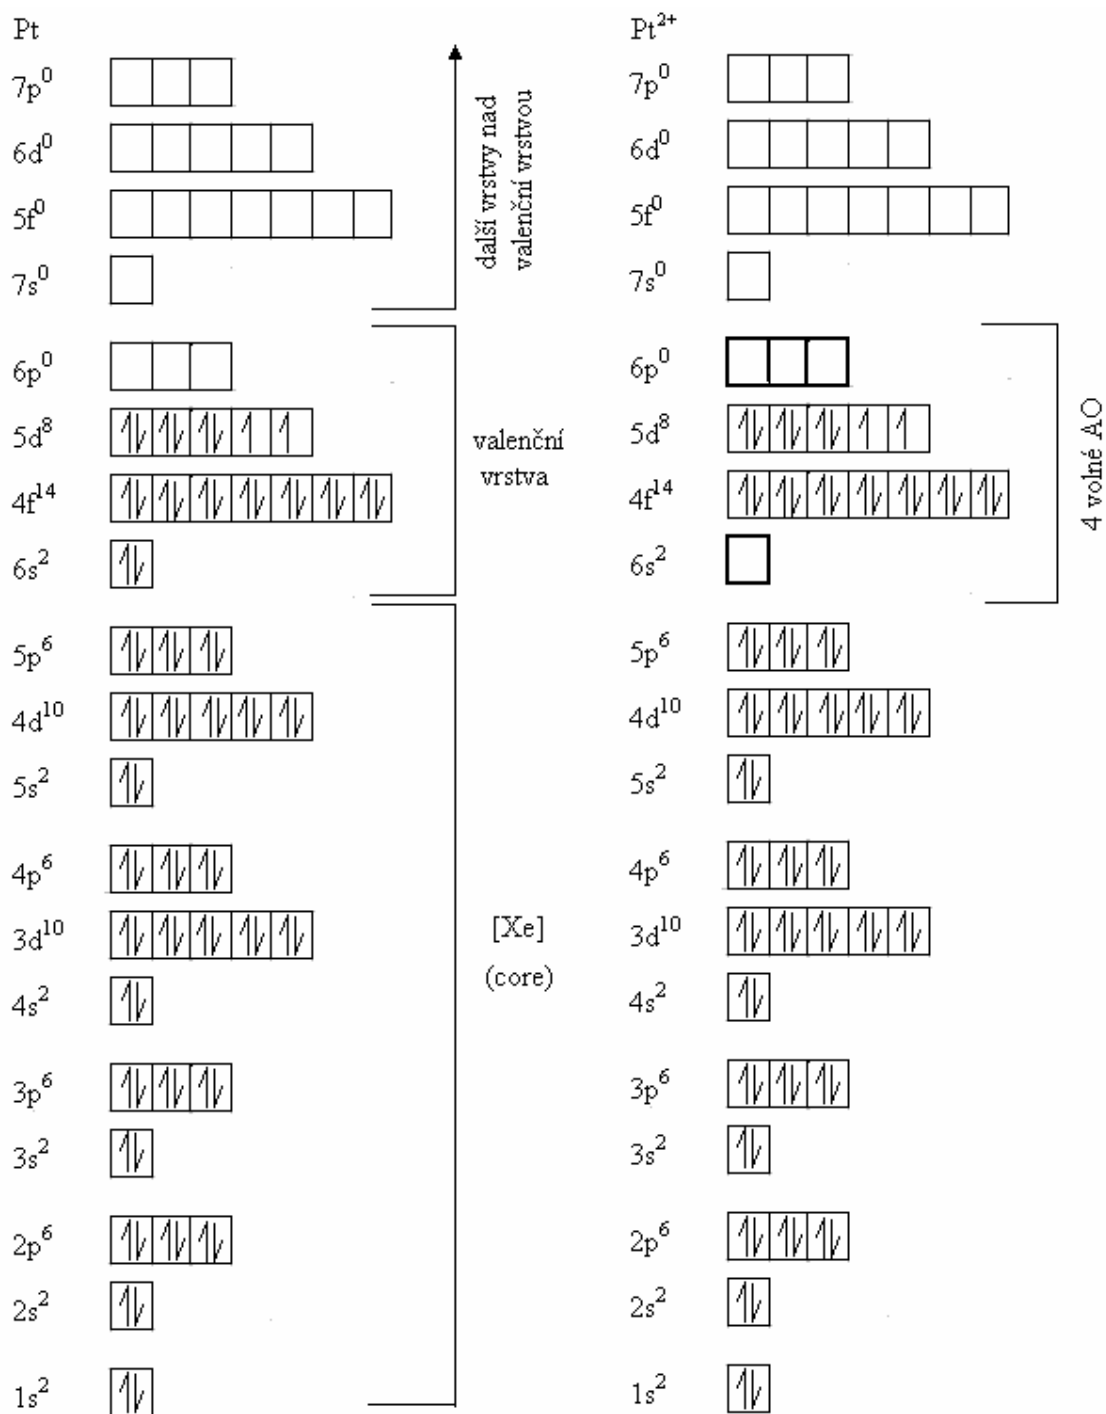 Pt
7p⁰
6d⁰
5f⁰
7s⁰
6p⁰
5d⁸
4f¹⁴
6s²
5p⁶
4d¹⁰
5s²
4p⁶
3d¹⁰
4s²
3p⁶
3s²
2p⁶
2s²
1s²
další vrstvy nad
valenční vrstvou
valenční
vrstva
[Xe]
(core)
Pt²⁺
7p⁰
6d⁰
5f⁰
7s⁰
6p⁰
5d⁸
4f¹⁴
6s²
5p⁶
4d¹⁰
5s²
4p⁶
3d¹⁰
4s²
3p⁶
3s²
2p⁶
2s²
1s²
4 volné AO